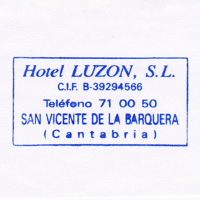 Hotel LUZON, S.L.
C.I.F. B-39294566
Teléfono 71 00 50
SAN VICENTE DE LA BARQUERA
(Cantabria)